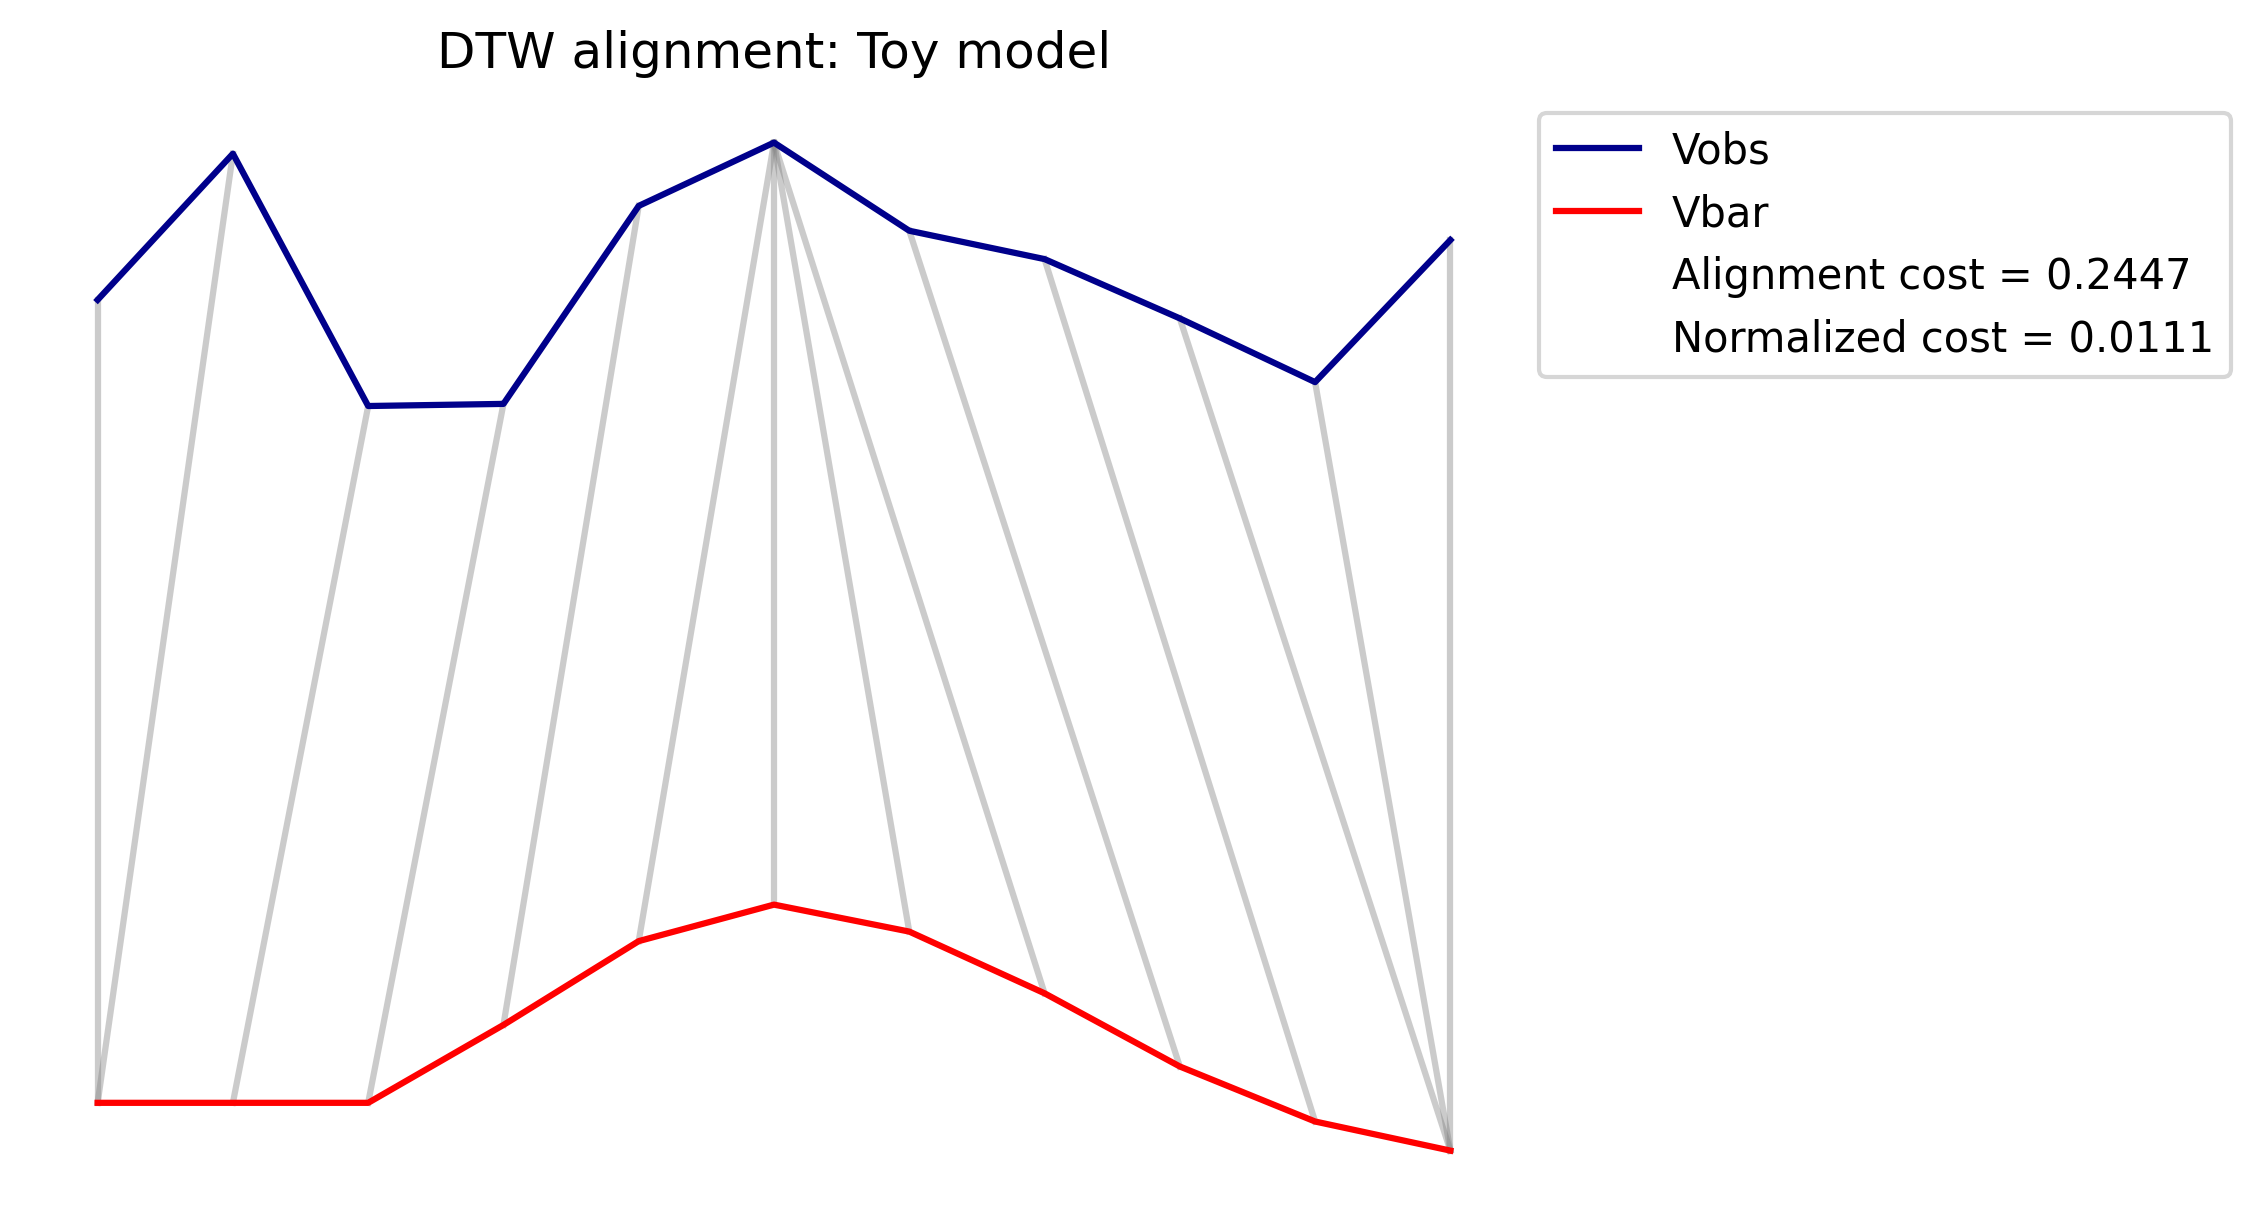 DTW alignment: Toy model
Vobs
Vbar
Alignment cost = 0.2447
Normalized cost = 0.0111